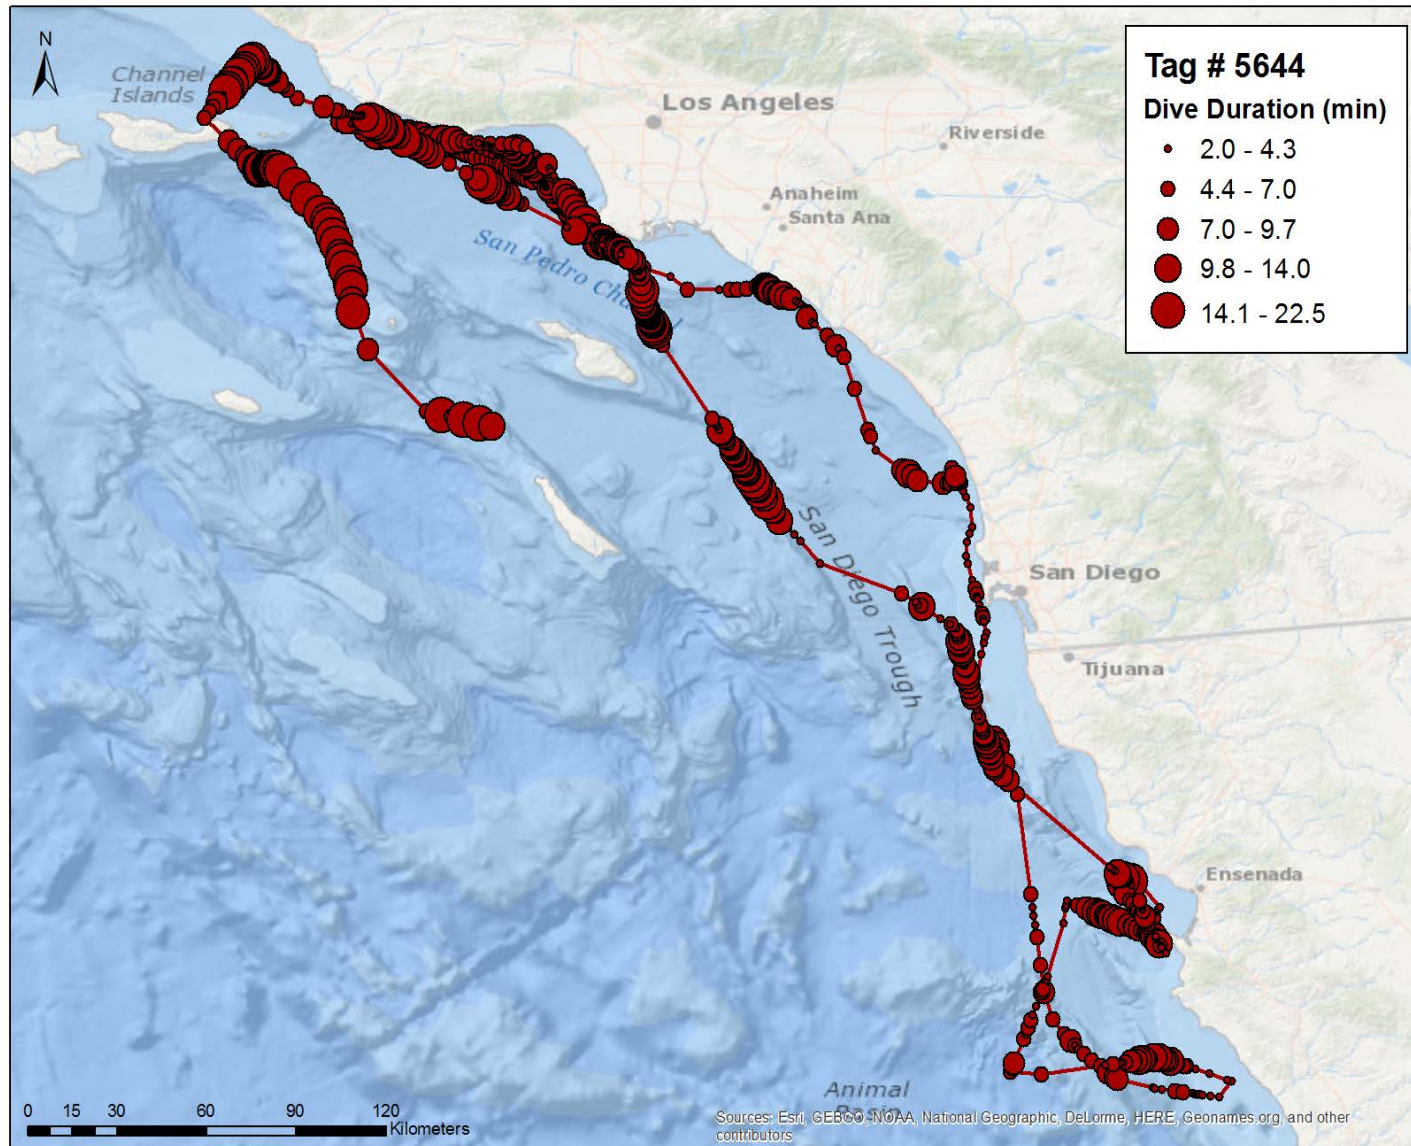 N
Channel
Islands
Los Angeles
Riverside
Anaheim
Santa Ana
San Pedro
San Diego Trough
San Diego
Tijuana
Ensenada
Animal
Tag # 5644
Dive Duration (min)
2.0 - 4.3
4.4 - 7.0
7.0 - 9.7
9.8 - 14.0
14.1 - 22.5
0 15 30 60 90 120
Kilometers
Sources: Esri, GEBCO, NOAA, National Geographic, DeLorme, HERE, Geonames.org, and other
contributors